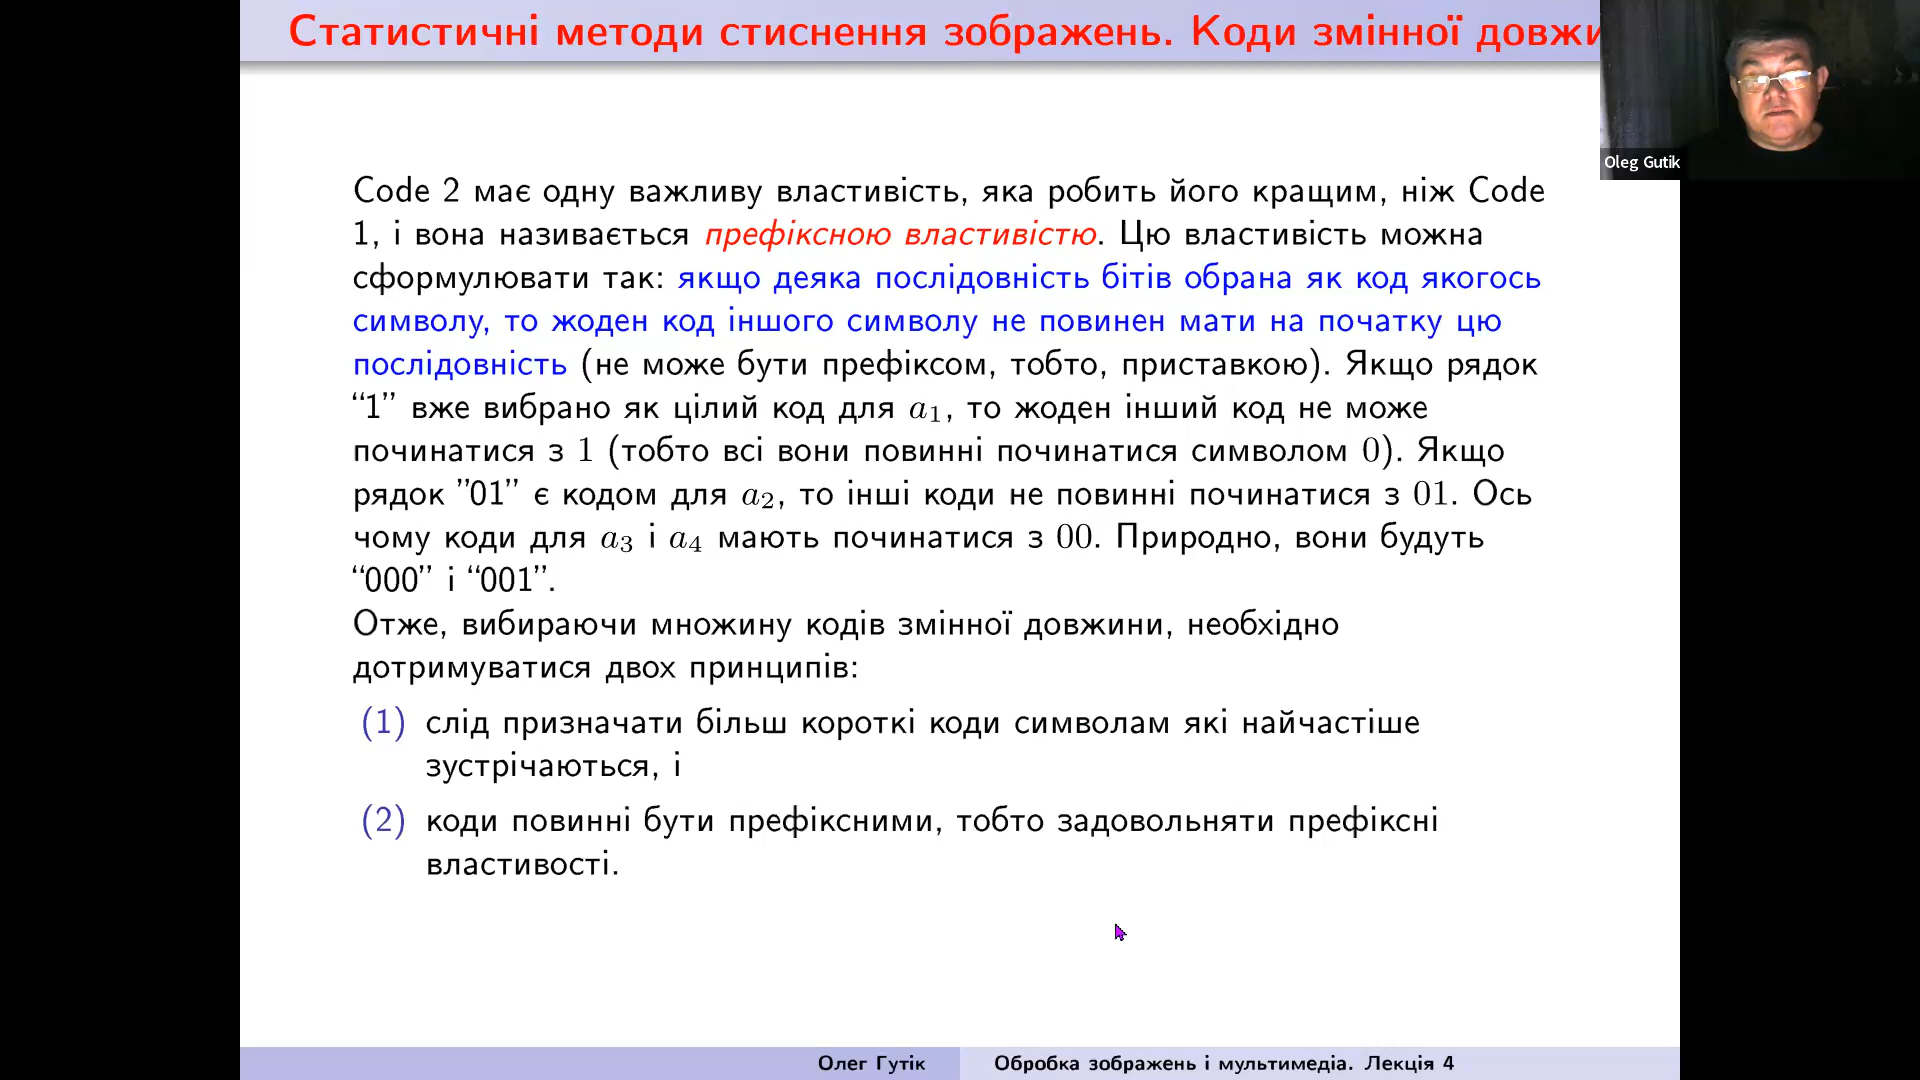 Статистичні методи стиснення зображень. Коди змінної
Oleg Gutik
Code 2 має одну важливу властивість, яка робить його кращим, ніж Code
1, і вона називається префіксною властивістю. Цю властивість можна
сформулювати так: якщо деяка послідовність бітів обрана як код якогось
символу, то жоден код іншого символу не повинен мати на початку цю
послідовність (не може бути префіксом, тобто, приставкою). Якщо рядок
“1” вже вибрано як цілий код для a₁, то жоден інший код не може
починатися з 1 (тобто всі вони повинні починатися символом 0). Якщо
рядок ”01” є кодом для a₂, то інші коди не повинні починатися з 01. Ось
чому коди для a₃ і a₄ мають починатися з 00. Природно, вони будуть
“000” і “001”.
Отже, вибираючи множину кодів змінної довжини, необхідно
дотримуватися двох принципів:
(1) слід призначати більш короткі коди символам які найчастіше
зустрічаються, і
(2) коди повинні бути префіксними, тобто задовольняти префіксні
властивості.
Олег Гутік
Обробка зображень і мультимедіа. Лекція 4